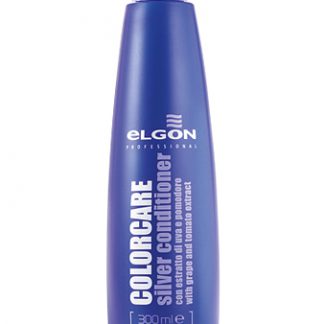 eLGON
PROFESSIONAL
COLORCARE
silver conditioner
con estratto di uva e pomodoro
with grape and tomato extract
300 ml e